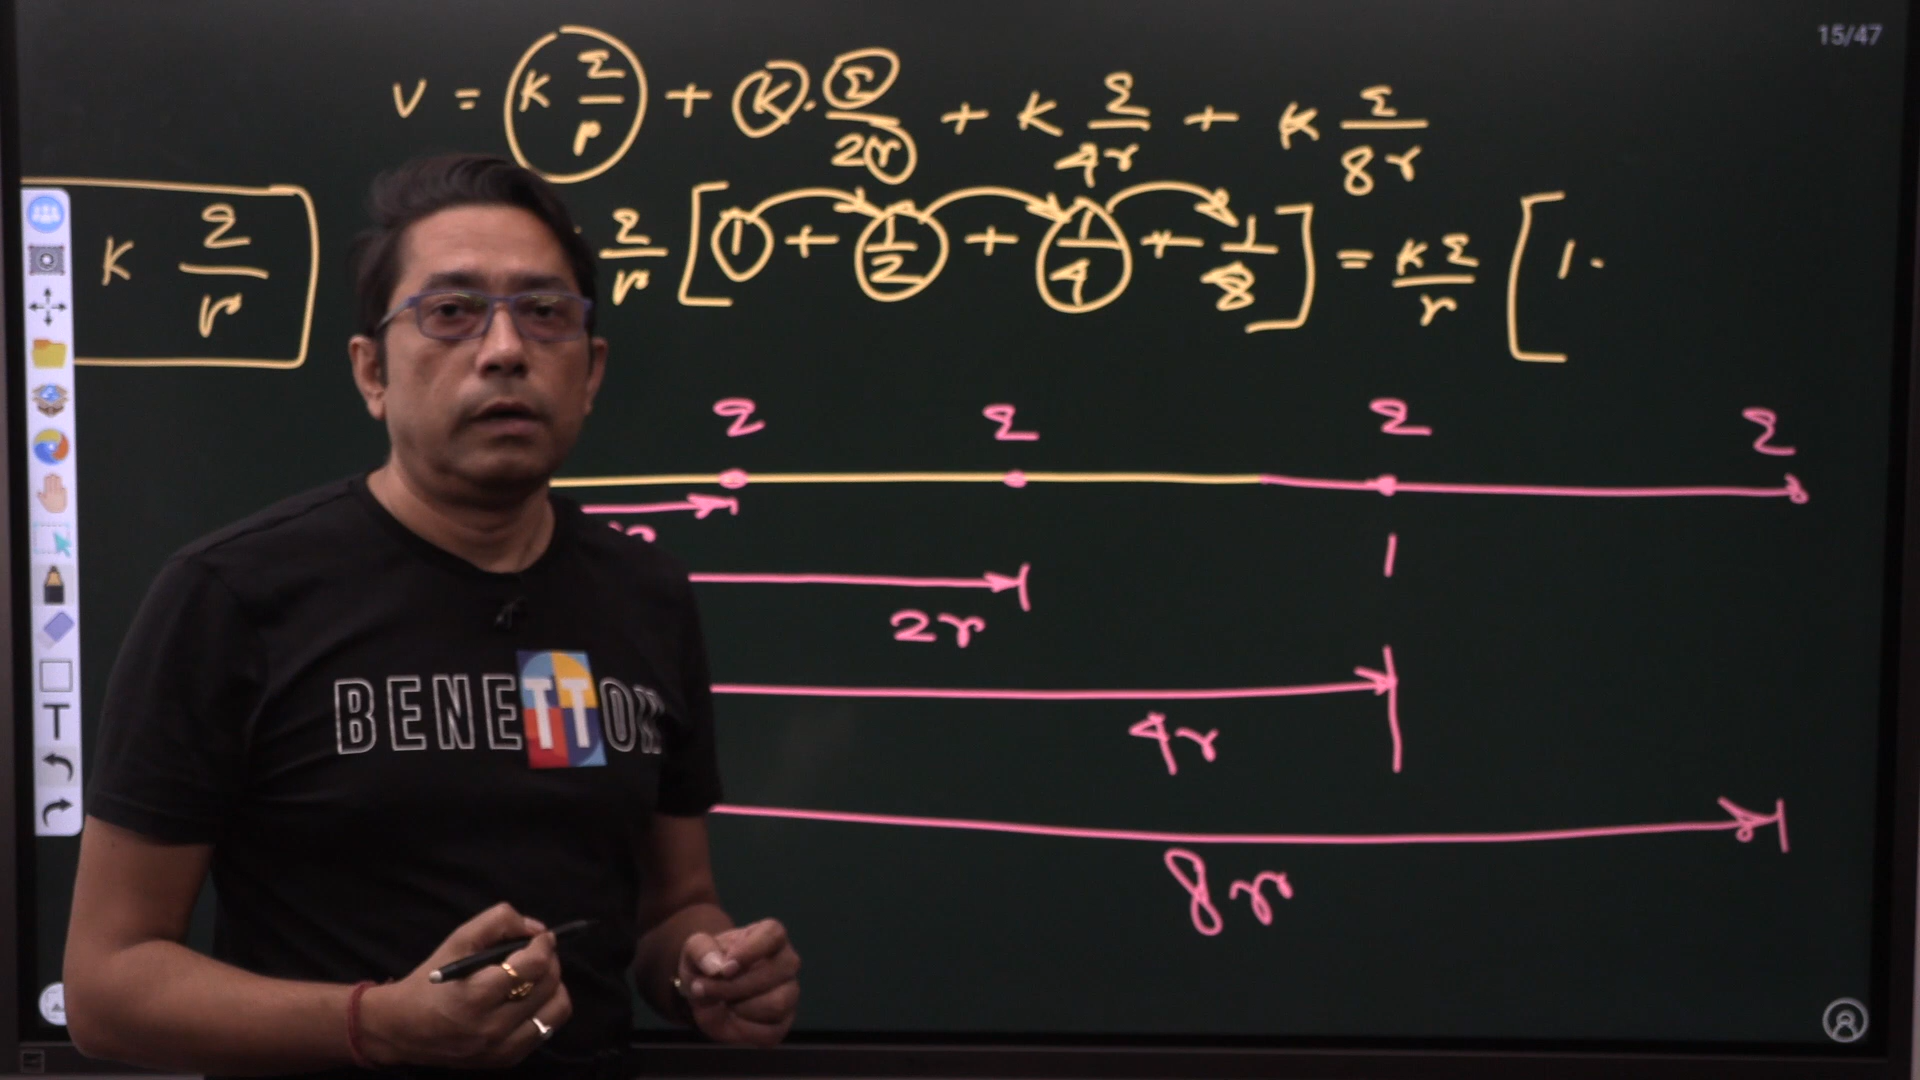 15/47
V = K q/r + K · q/2r + K q/4r + K q/8r
K q/r
q/r [ 1 + 1/2 + 1/4 + 1/8 ] = Kq/r [ 1 .
q q q q
2r
BENETTON
4r
8r
T